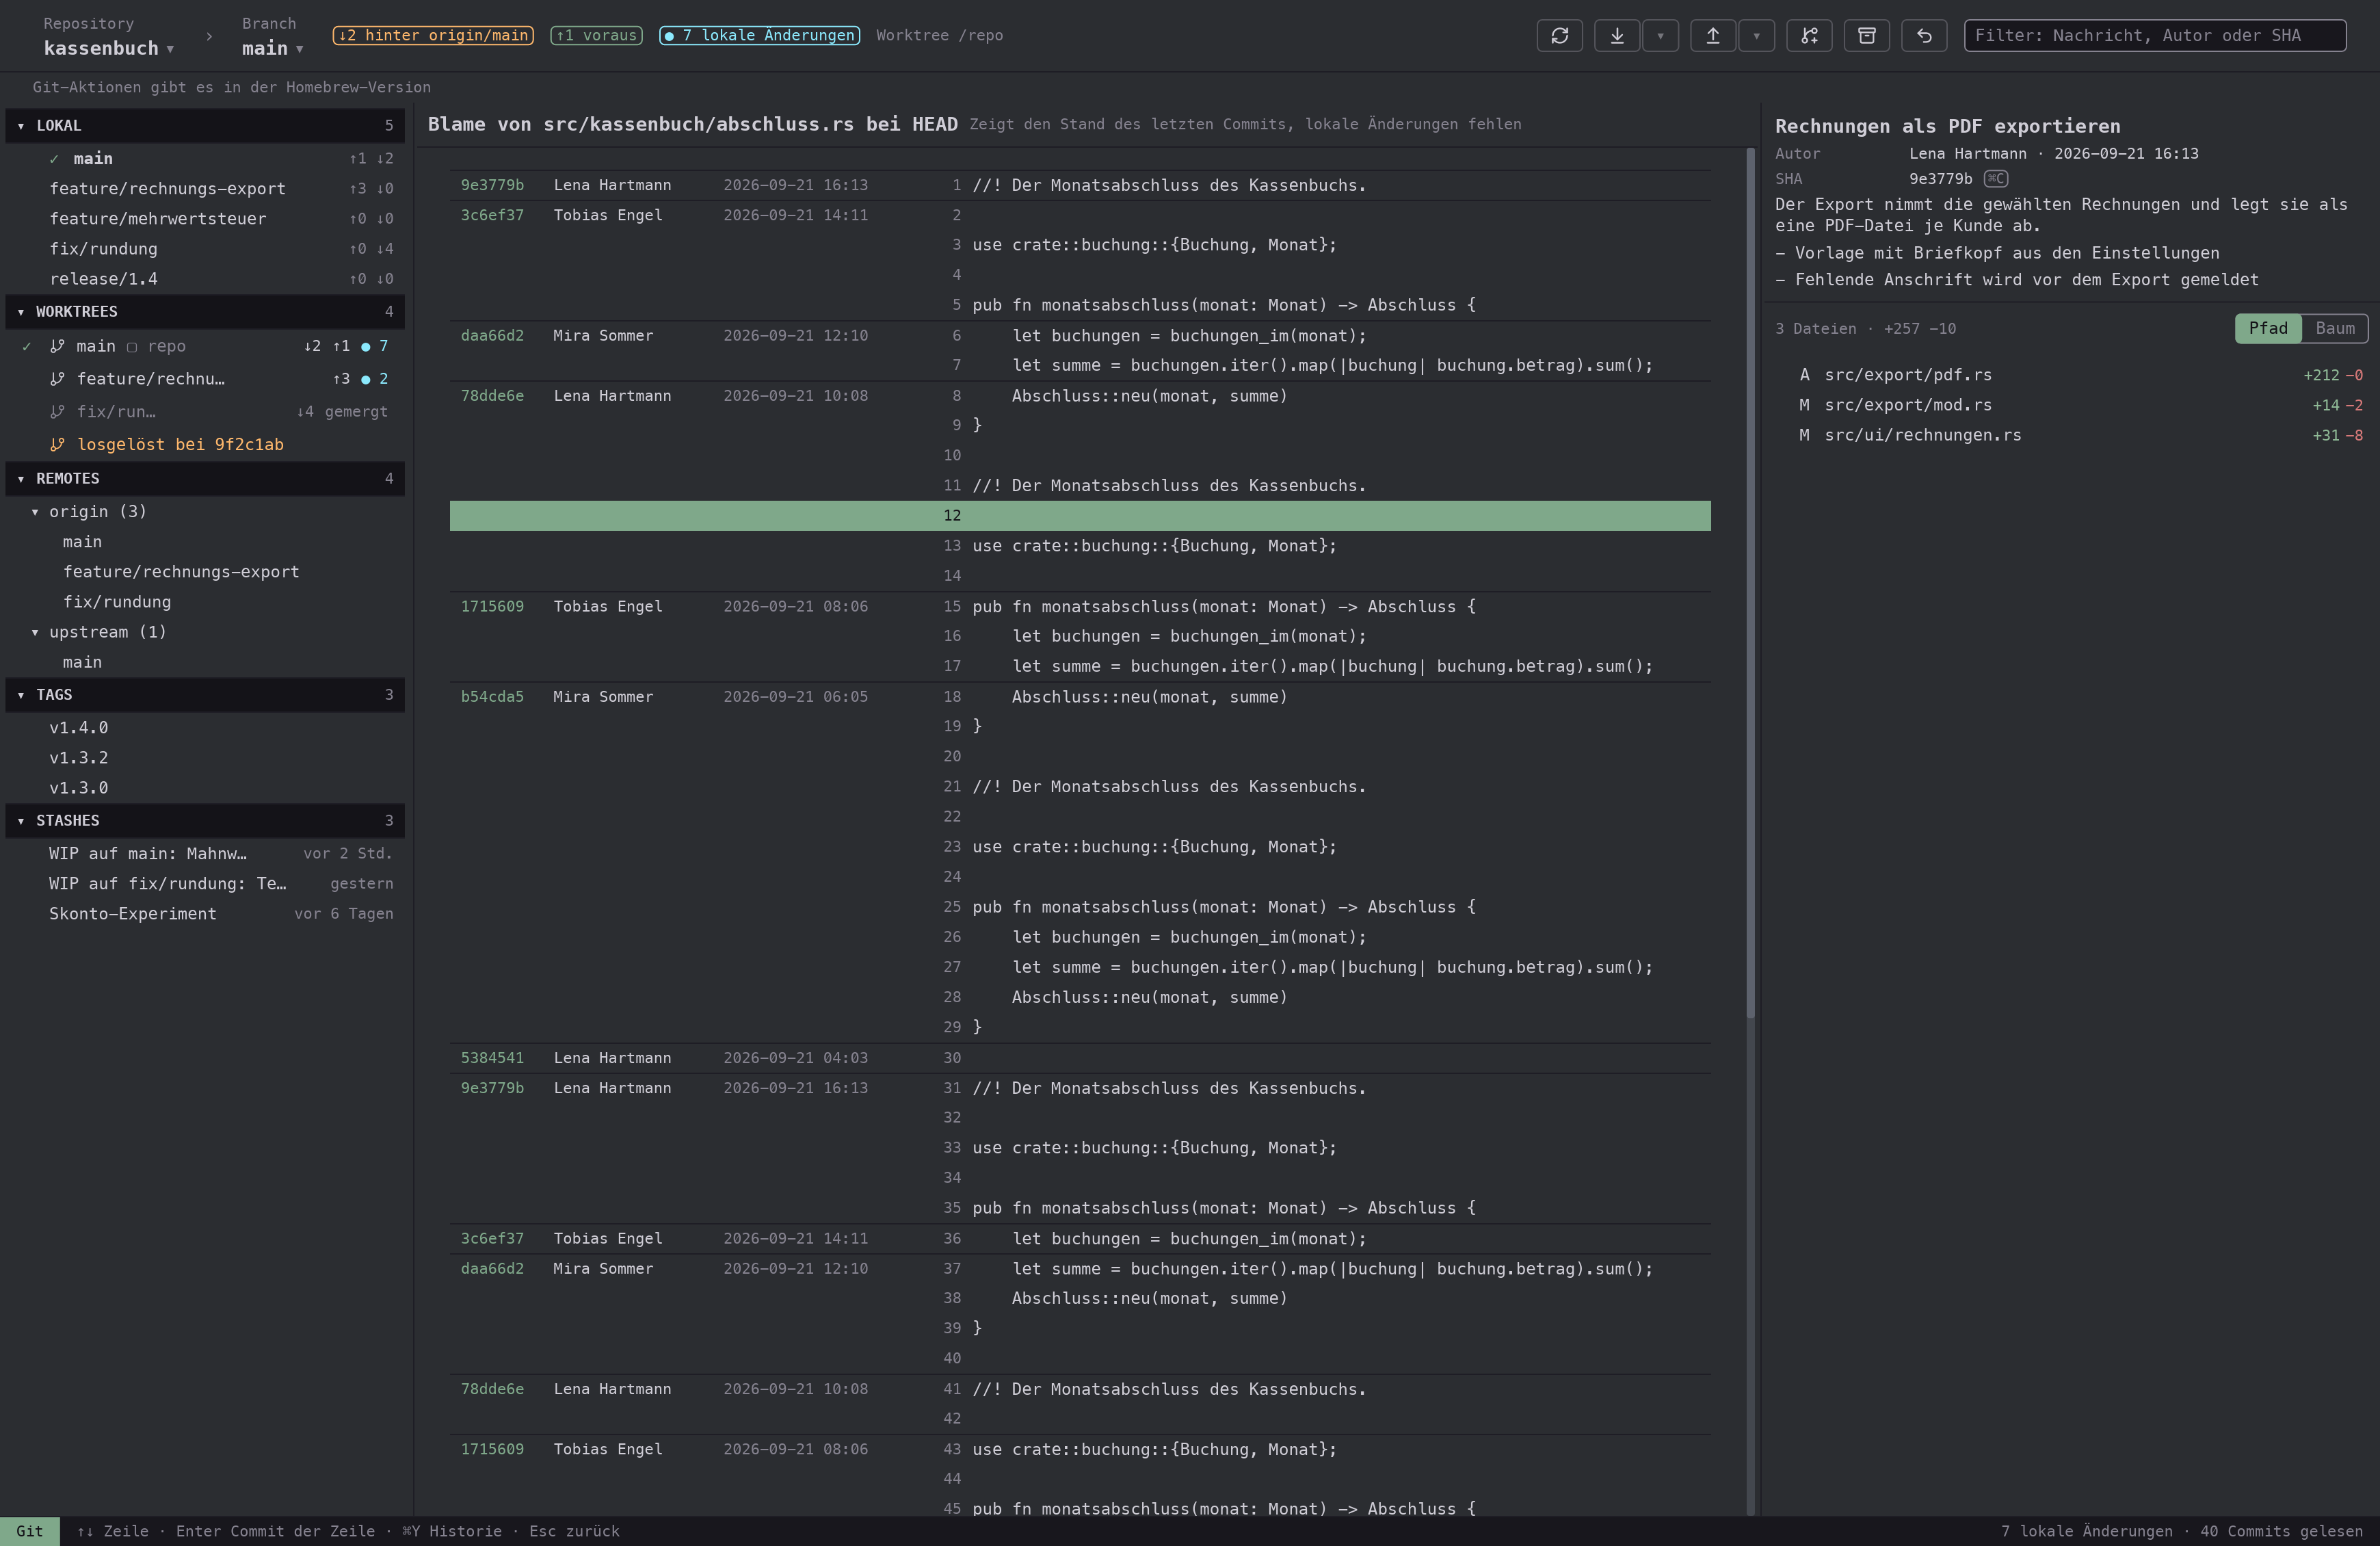 Repository
kassenbuch ▾
›
Branch
main ▾
↓2 hinter origin/main
↑1 voraus
● 7 lokale Änderungen
Worktree /repo
Filter: Nachricht, Autor oder SHA
Git-Aktionen gibt es in der Homebrew-Version
▾ LOKAL 5
✓ main ↑1 ↓2
feature/rechnungs-export ↑3 ↓0
feature/mehrwertsteuer ↑0 ↓0
fix/rundung ↑0 ↓4
release/1.4 ↑0 ↓0
▾ WORKTREES 4
✓ main ▢ repo ↓2 ↑1 ● 7
feature/rechnu… ↑3 ● 2
fix/run… ↓4 gemergt
losgelöst bei 9f2c1ab
▾ REMOTES 4
▾ origin (3)
main
feature/rechnungs-export
fix/rundung
▾ upstream (1)
main
▾ TAGS 3
v1.4.0
v1.3.2
v1.3.0
▾ STASHES 3
WIP auf main: Mahnw… vor 2 Std.
WIP auf fix/rundung: Te… gestern
Skonto-Experiment vor 6 Tagen
Blame von src/kassenbuch/abschluss.rs bei HEAD Zeigt den Stand des letzten Commits, lokale Änderungen fehlen
9e3779b Lena Hartmann 2026-09-21 16:13 1 //! Der Monatsabschluss des Kassenbuchs.
3c6ef37 Tobias Engel 2026-09-21 14:11 2
3 use crate::buchung::{Buchung, Monat};
4
5 pub fn monatsabschluss(monat: Monat) -> Abschluss {
daa66d2 Mira Sommer 2026-09-21 12:10 6 let buchungen = buchungen_im(monat);
7 let summe = buchungen.iter().map(|buchung| buchung.betrag).sum();
78dde6e Lena Hartmann 2026-09-21 10:08 8 Abschluss::neu(monat, summe)
9 }
10
11 //! Der Monatsabschluss des Kassenbuchs.
12
13 use crate::buchung::{Buchung, Monat};
14
1715609 Tobias Engel 2026-09-21 08:06 15 pub fn monatsabschluss(monat: Monat) -> Abschluss {
16 let buchungen = buchungen_im(monat);
17 let summe = buchungen.iter().map(|buchung| buchung.betrag).sum();
b54cda5 Mira Sommer 2026-09-21 06:05 18 Abschluss::neu(monat, summe)
19 }
20
21 //! Der Monatsabschluss des Kassenbuchs.
22
23 use crate::buchung::{Buchung, Monat};
24
25 pub fn monatsabschluss(monat: Monat) -> Abschluss {
26 let buchungen = buchungen_im(monat);
27 let summe = buchungen.iter().map(|buchung| buchung.betrag).sum();
28 Abschluss::neu(monat, summe)
29 }
5384541 Lena Hartmann 2026-09-21 04:03 30
9e3779b Lena Hartmann 2026-09-21 16:13 31 //! Der Monatsabschluss des Kassenbuchs.
32
33 use crate::buchung::{Buchung, Monat};
34
35 pub fn monatsabschluss(monat: Monat) -> Abschluss {
3c6ef37 Tobias Engel 2026-09-21 14:11 36 let buchungen = buchungen_im(monat);
daa66d2 Mira Sommer 2026-09-21 12:10 37 let summe = buchungen.iter().map(|buchung| buchung.betrag).sum();
38 Abschluss::neu(monat, summe)
39 }
40
78dde6e Lena Hartmann 2026-09-21 10:08 41 //! Der Monatsabschluss des Kassenbuchs.
42
1715609 Tobias Engel 2026-09-21 08:06 43 use crate::buchung::{Buchung, Monat};
44
45 pub fn monatsabschluss(monat: Monat) -> Abschluss {
Rechnungen als PDF exportieren
Autor Lena Hartmann · 2026-09-21 16:13
SHA 9e3779b ⌘C
Der Export nimmt die gewählten Rechnungen und legt sie als
eine PDF-Datei je Kunde ab.
- Vorlage mit Briefkopf aus den Einstellungen
- Fehlende Anschrift wird vor dem Export gemeldet
3 Dateien · +257 −10 Pfad Baum
A src/export/pdf.rs +212 −0
M src/export/mod.rs +14 −2
M src/ui/rechnungen.rs +31 −8
Git ↑↓ Zeile · Enter Commit der Zeile · ⌘Y Historie · Esc zurück
7 lokale Änderungen · 40 Commits gelesen